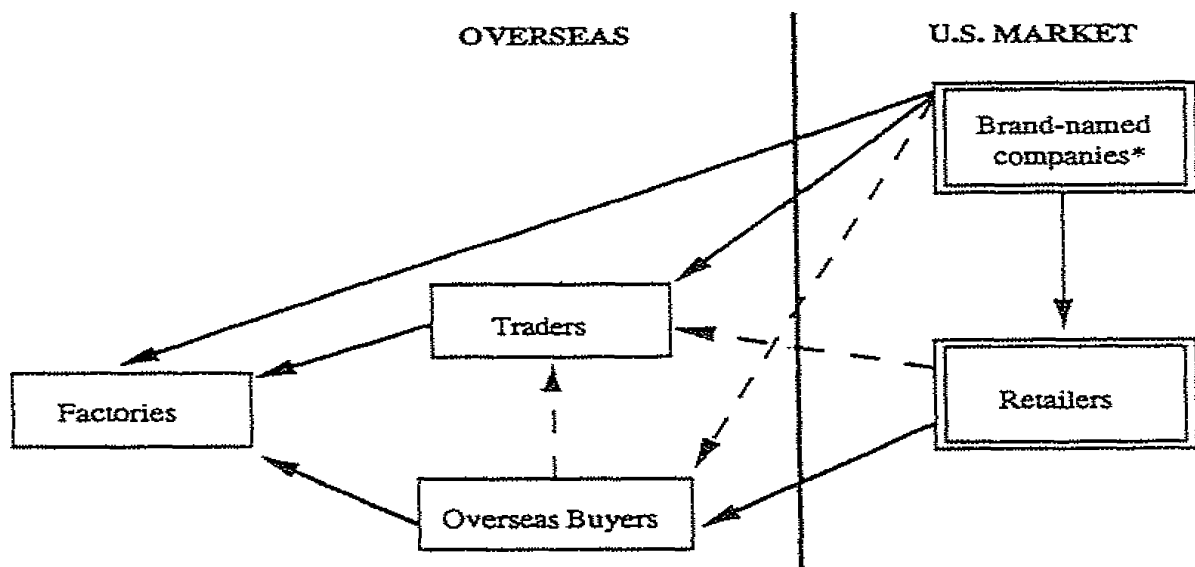 OVERSEAS
U.S. MARKET
Brand-named
companies*
Traders
Factories
Retailers
Overseas Buyers